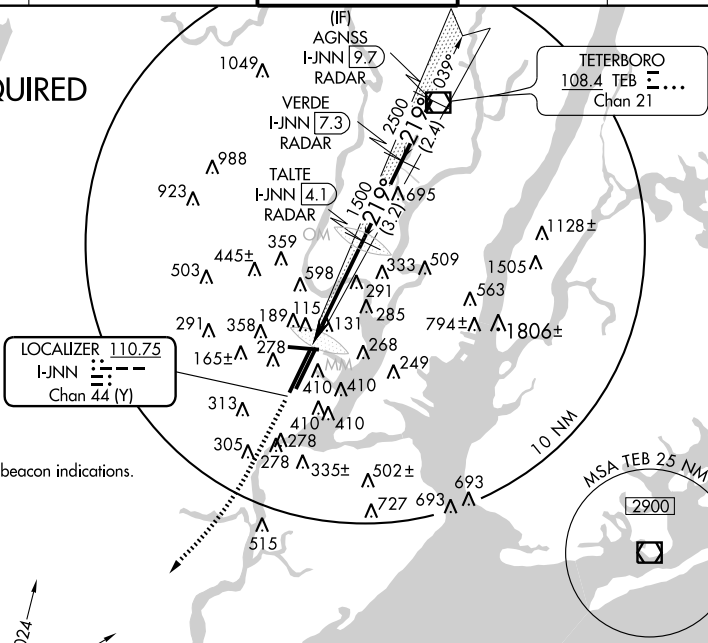 (IF)
AGNSS
I-JNN 9.7
RADAR
1049
QUIRED
VERDE
I-JNN 7.3
RADAR
2500
039°
219°
(2.4)
TETERBORO
108.4 TEB
Chan 21
988
923
TALTE
I-JNN 4.1
RADAR
1500
219°
(3.2)
695
OM
1128±
359
445±
503
598
333
509
1505
291
563
285
189
115
131
291
358
794±
1806±
LOCALIZER 110.75
I-JNN
Chan 44 (Y)
165±
278
MM
268
249
410
410
313
410
410
305
278
278
335±
502±
10 NM
beacon indications.
693
693
727
515
MSA TEB 25 NM
2900
024